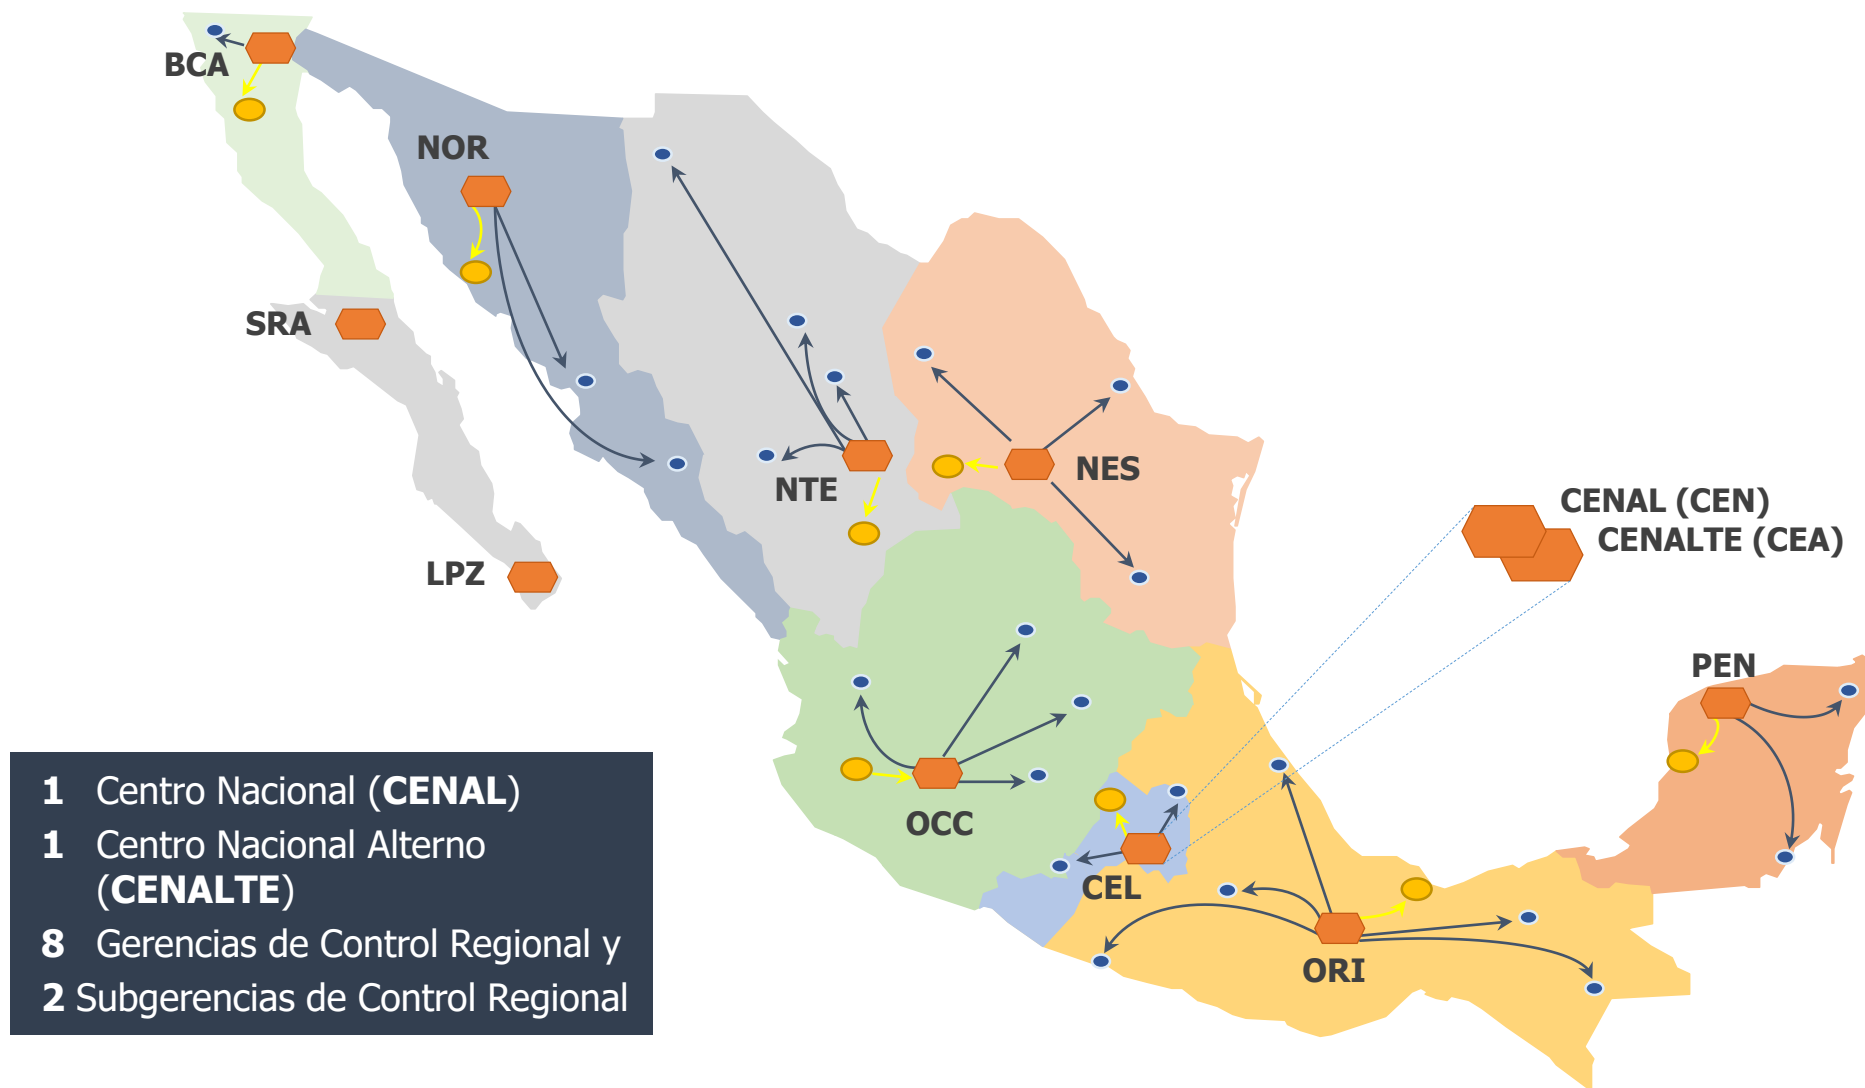 BCA
NOR
SRA
NTE
NES
CENAL (CEN)
CENALTE (CEA)
LPZ
PEN
OCC
CEL
ORI
1 Centro Nacional (CENAL)
1 Centro Nacional Alterno
(CENALTE)
8 Gerencias de Control Regional y
2 Subgerencias de Control Regional